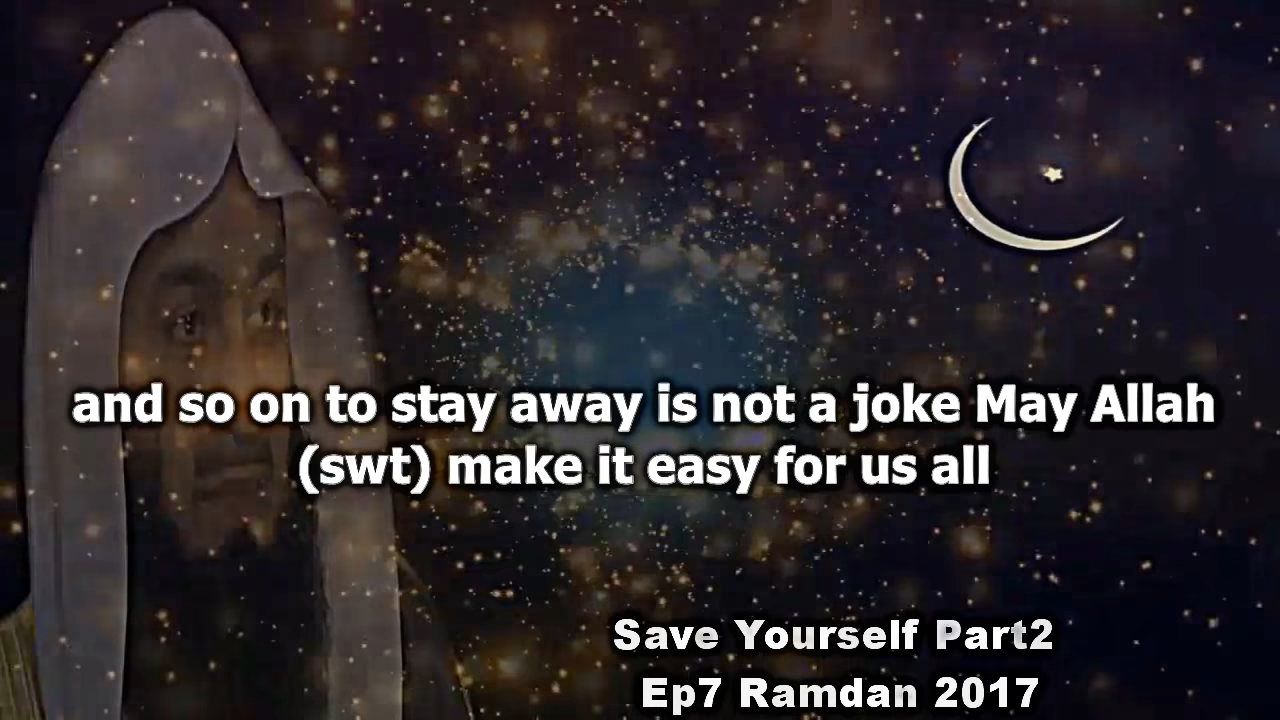 and so on to stay away is not a joke May Allah
(swt) make it easy for us all
Save Yourself Part2
Ep7 Ramdan 2017